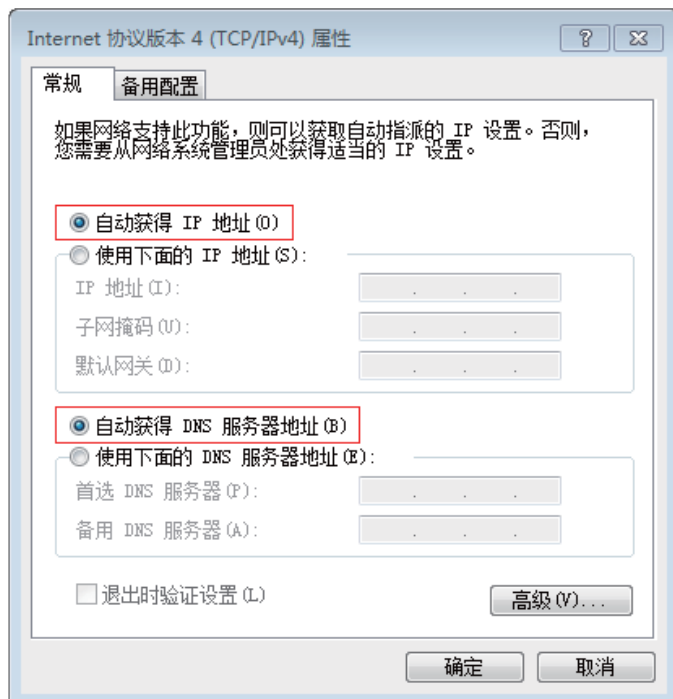 Internet 协议版本 4 (TCP/IPv4) 属性
常规
备用配置
如果网络支持此功能，则可以获取自动指派的 IP 设置。否则，
您需要从网络系统管理员处获得适当的 IP 设置。
自动获得 IP 地址(O)
使用下面的 IP 地址(S):
IP 地址(I):
子网掩码(U):
默认网关(D):
自动获得 DNS 服务器地址(B)
使用下面的 DNS 服务器地址(E):
首选 DNS 服务器(P):
备用 DNS 服务器(A):
退出时验证设置(L)
高级(V)...
确定
取消